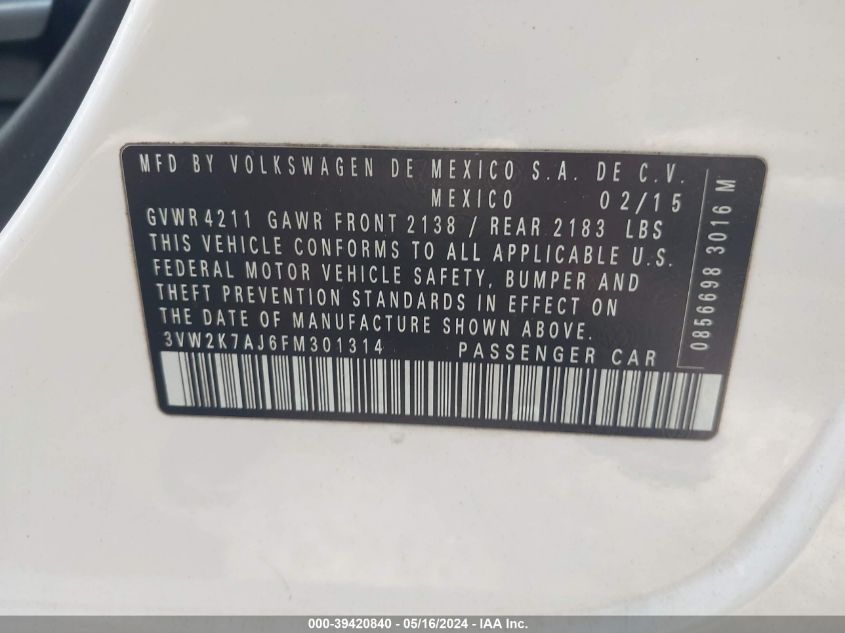 MFD BY VOLKSWAGEN DE MEXICO S.A. DE C.V.
MEXICO 02/15
GVWR 4211 GAWR FRONT 2138 / REAR 2183 LBS
THIS VEHICLE CONFORMS TO ALL APPLICABLE U.S.
FEDERAL MOTOR VEHICLE SAFETY, BUMPER AND
THEFT PREVENTION STANDARDS IN EFFECT ON
THE DATE OF MANUFACTURE SHOWN ABOVE.
3VW2K7AJ6FM301314 PASSENGER CAR
0856698 3016 M
000-39420840 - 05/16/2024 - IAA Inc.